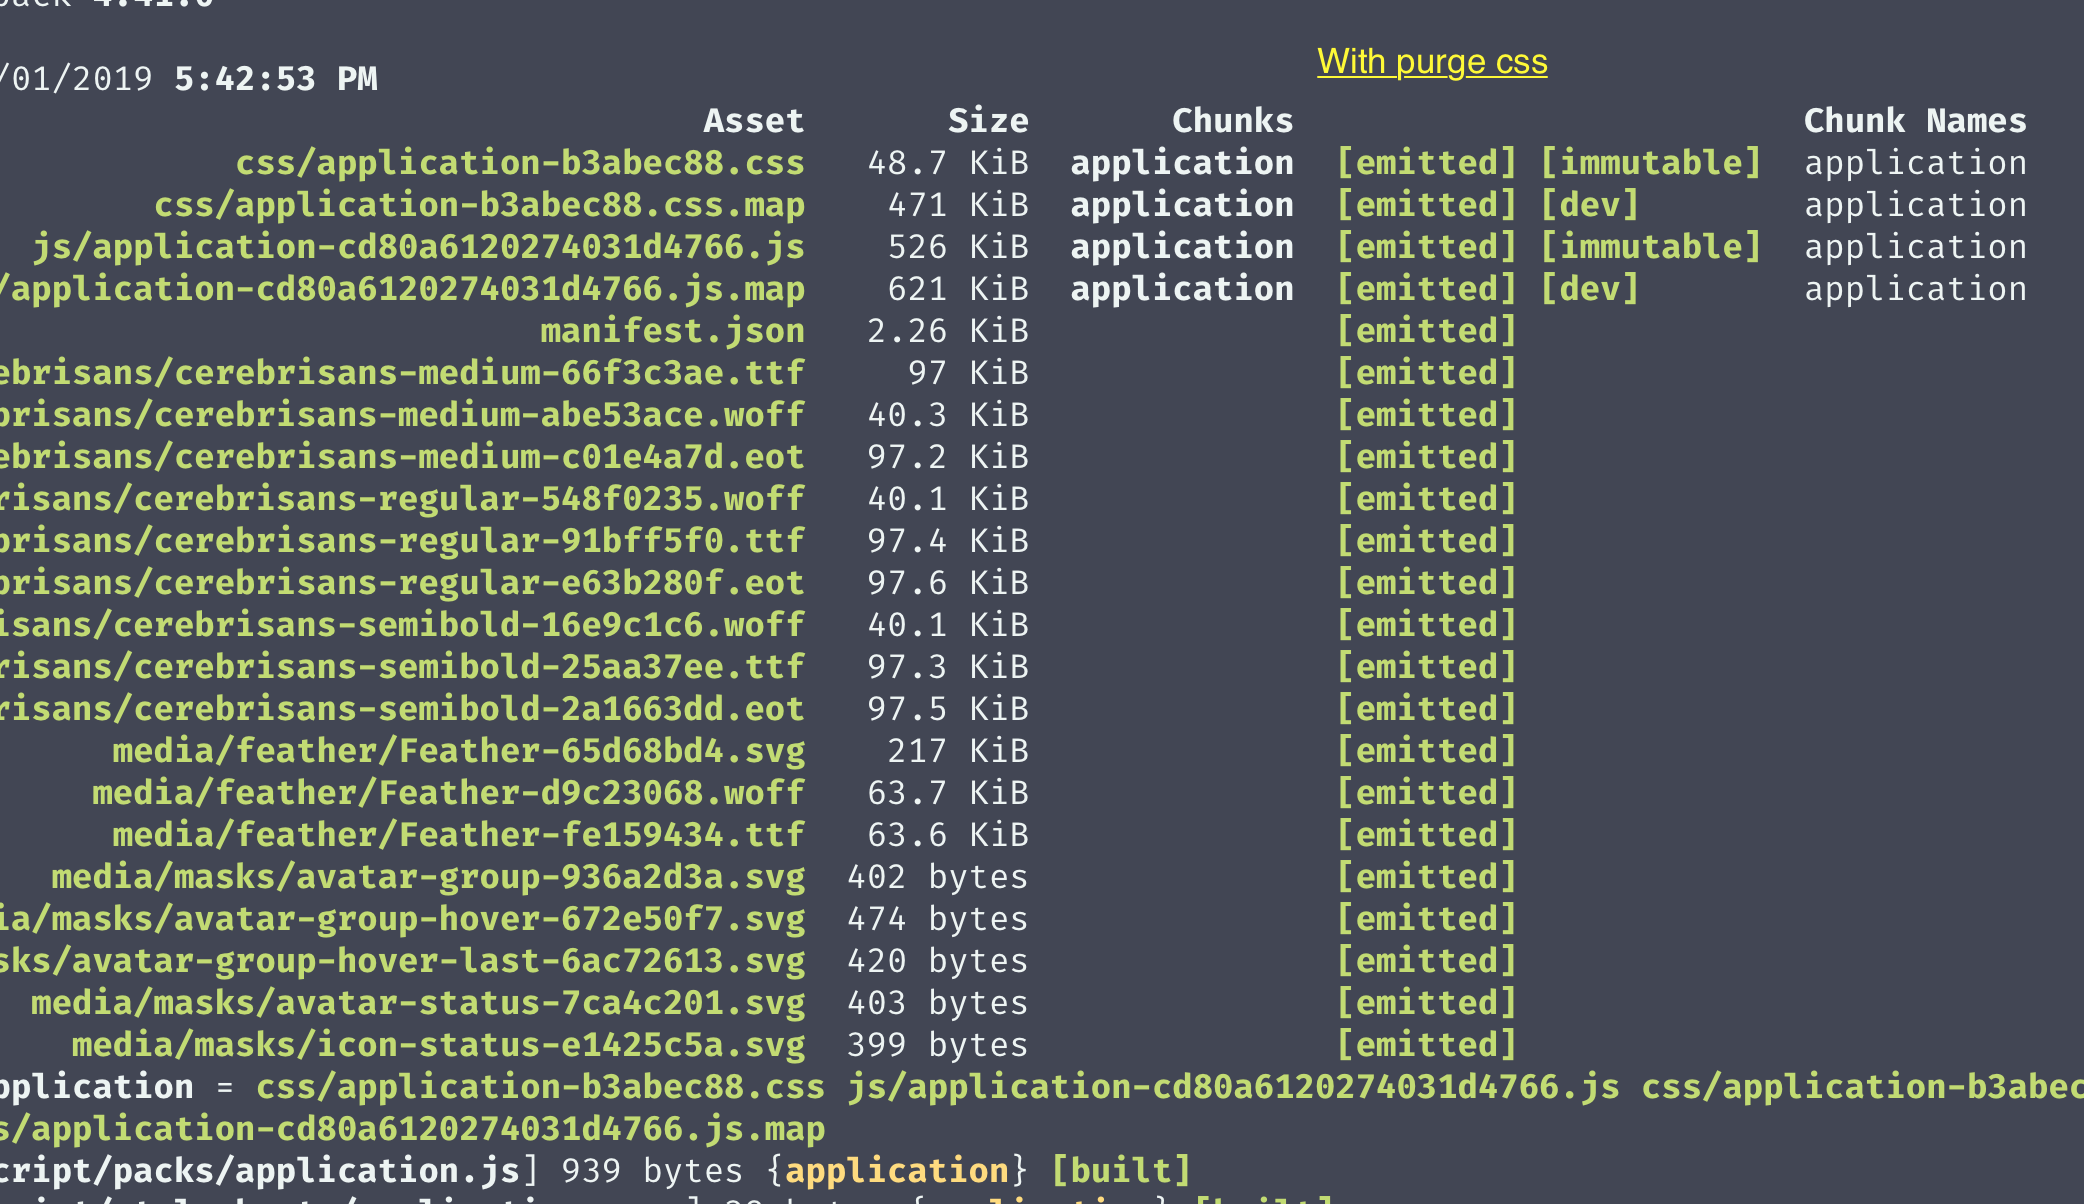 4.41.6
With purge css
/01/2019 5:42:53 PM
Asset Size Chunks Chunk Names
css/application-b3abec88.css 48.7 KiB application [emitted] [immutable] application
css/application-b3abec88.css.map 471 KiB application [emitted] [dev] application
js/application-cd80a6120274031d4766.js 526 KiB application [emitted] [immutable] application
/application-cd80a6120274031d4766.js.map 621 KiB application [emitted] [dev] application
manifest.json 2.26 KiB [emitted]
ebrisans/cerebrisans-medium-66f3c3ae.ttf 97 KiB [emitted]
brisans/cerebrisans-medium-abe53ace.woff 40.3 KiB [emitted]
ebrisans/cerebrisans-medium-c01e4a7d.eot 97.2 KiB [emitted]
risans/cerebrisans-regular-548f0235.woff 40.1 KiB [emitted]
brisans/cerebrisans-regular-91bff5f0.ttf 97.4 KiB [emitted]
brisans/cerebrisans-regular-e63b280f.eot 97.6 KiB [emitted]
isans/cerebrisans-semibold-16e9c1c6.woff 40.1 KiB [emitted]
risans/cerebrisans-semibold-25aa37ee.ttf 97.3 KiB [emitted]
risans/cerebrisans-semibold-2a1663dd.eot 97.5 KiB [emitted]
media/feather/Feather-65d68bd4.svg 217 KiB [emitted]
media/feather/Feather-d9c23068.woff 63.7 KiB [emitted]
media/feather/Feather-fe159434.ttf 63.6 KiB [emitted]
media/masks/avatar-group-936a2d3a.svg 402 bytes [emitted]
ia/masks/avatar-group-hover-672e50f7.svg 474 bytes [emitted]
sks/avatar-group-hover-last-6ac72613.svg 420 bytes [emitted]
media/masks/avatar-status-7ca4c201.svg 403 bytes [emitted]
media/masks/icon-status-e1425c5a.svg 399 bytes [emitted]
pplication = css/application-b3abec88.css js/application-cd80a6120274031d4766.js css/application-b3abec
s/application-cd80a6120274031d4766.js.map
cript/packs/application.js] 939 bytes {application} [built]